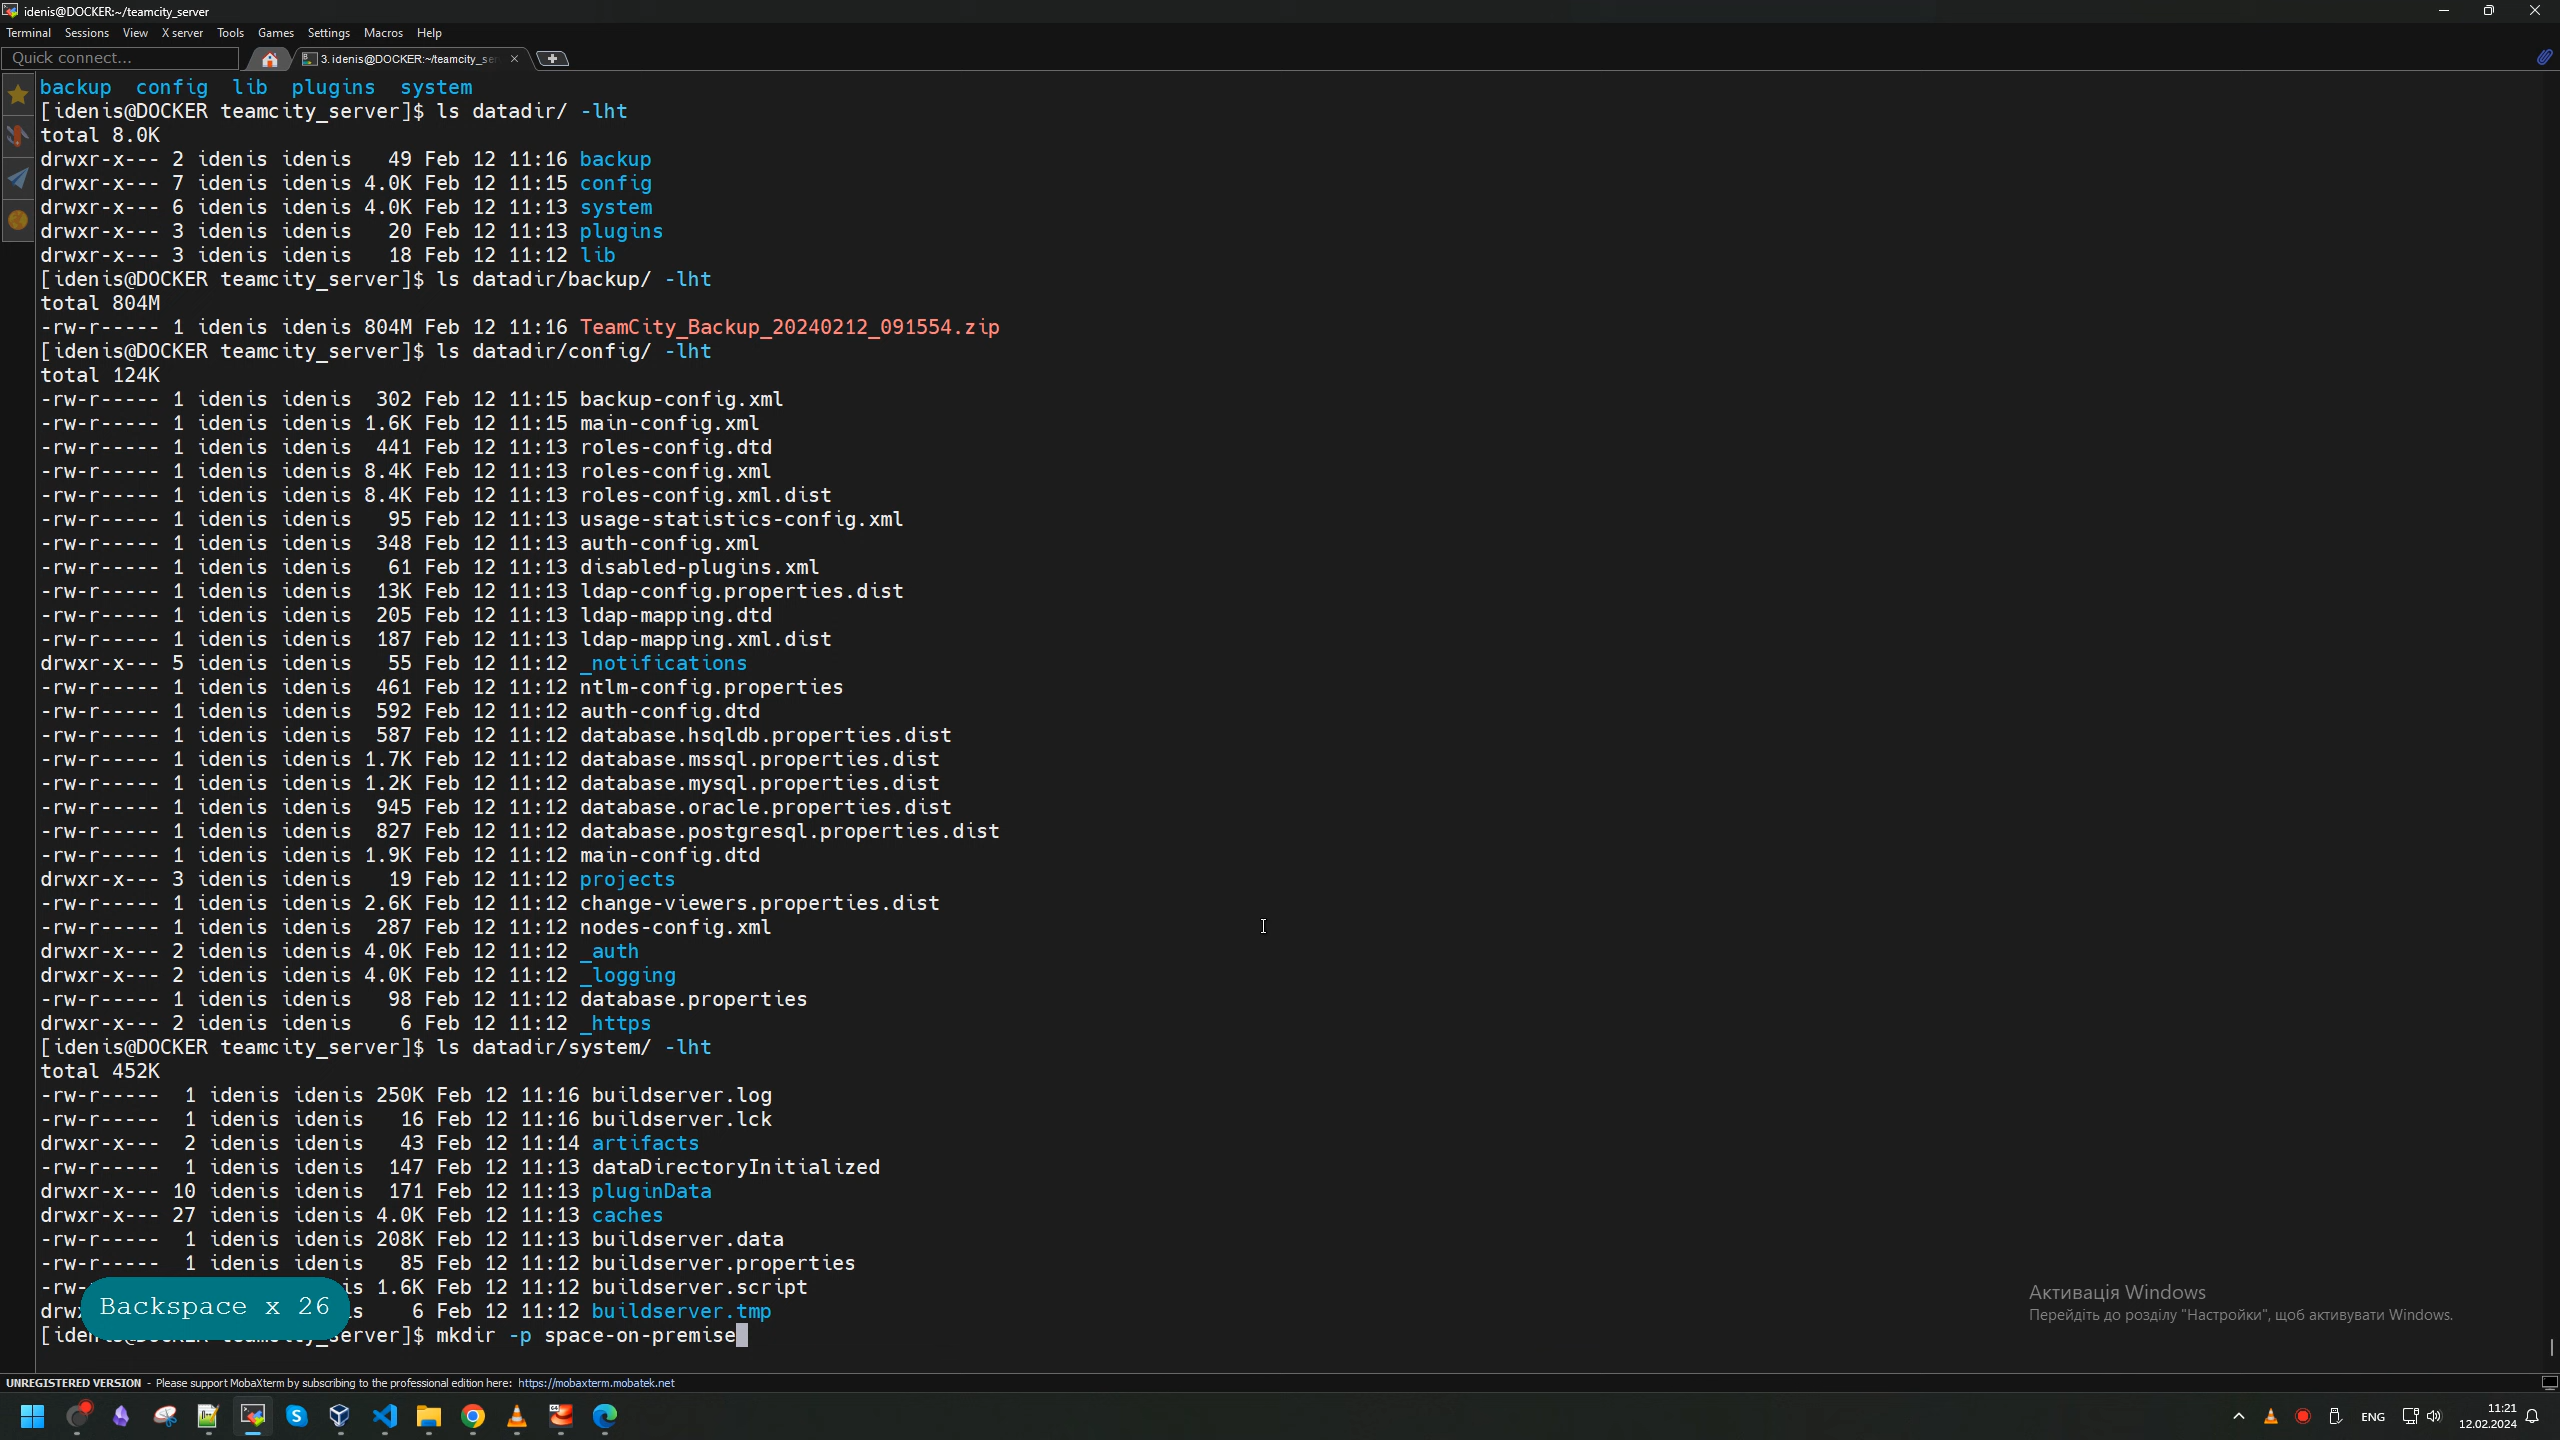 idenis@DOCKER:~/teamcity_server
Terminal Sessions View X server Tools Games Settings Macros Help
Quick connect...
3. idenis@DOCKER:~/teamcity_ser
backup config lib plugins system
[idenis@DOCKER teamcity_server]$ ls datadir/ -lht
total 8.0K
drwxr-x--- 2 idenis idenis 49 Feb 12 11:16 backup
drwxr-x--- 7 idenis idenis 4.0K Feb 12 11:15 config
drwxr-x--- 6 idenis idenis 4.0K Feb 12 11:13 system
drwxr-x--- 3 idenis idenis 20 Feb 12 11:13 plugins
drwxr-x--- 3 idenis idenis 18 Feb 12 11:12 lib
[idenis@DOCKER teamcity_server]$ ls datadir/backup/ -lht
total 804M
-rw-r----- 1 idenis idenis 804M Feb 12 11:16 TeamCity_Backup_20240212_091554.zip
[idenis@DOCKER teamcity_server]$ ls datadir/config/ -lht
total 124K
-rw-r----- 1 idenis idenis 302 Feb 12 11:15 backup-config.xml
-rw-r----- 1 idenis idenis 1.6K Feb 12 11:15 main-config.xml
-rw-r----- 1 idenis idenis 441 Feb 12 11:13 roles-config.dtd
-rw-r----- 1 idenis idenis 8.4K Feb 12 11:13 roles-config.xml
-rw-r----- 1 idenis idenis 8.4K Feb 12 11:13 roles-config.xml.dist
-rw-r----- 1 idenis idenis 95 Feb 12 11:13 usage-statistics-config.xml
-rw-r----- 1 idenis idenis 348 Feb 12 11:13 auth-config.xml
-rw-r----- 1 idenis idenis 61 Feb 12 11:13 disabled-plugins.xml
-rw-r----- 1 idenis idenis 13K Feb 12 11:13 ldap-config.properties.dist
-rw-r----- 1 idenis idenis 205 Feb 12 11:13 ldap-mapping.dtd
-rw-r----- 1 idenis idenis 187 Feb 12 11:13 ldap-mapping.xml.dist
drwxr-x--- 5 idenis idenis 55 Feb 12 11:12 _notifications
-rw-r----- 1 idenis idenis 461 Feb 12 11:12 ntlm-config.properties
-rw-r----- 1 idenis idenis 592 Feb 12 11:12 auth-config.dtd
-rw-r----- 1 idenis idenis 587 Feb 12 11:12 database.hsqldb.properties.dist
-rw-r----- 1 idenis idenis 1.7K Feb 12 11:12 database.mssql.properties.dist
-rw-r----- 1 idenis idenis 1.2K Feb 12 11:12 database.mysql.properties.dist
-rw-r----- 1 idenis idenis 945 Feb 12 11:12 database.oracle.properties.dist
-rw-r----- 1 idenis idenis 827 Feb 12 11:12 database.postgresql.properties.dist
-rw-r----- 1 idenis idenis 1.9K Feb 12 11:12 main-config.dtd
drwxr-x--- 3 idenis idenis 19 Feb 12 11:12 projects
-rw-r----- 1 idenis idenis 2.6K Feb 12 11:12 change-viewers.properties.dist
-rw-r----- 1 idenis idenis 287 Feb 12 11:12 nodes-config.xml
drwxr-x--- 2 idenis idenis 4.0K Feb 12 11:12 _auth
drwxr-x--- 2 idenis idenis 4.0K Feb 12 11:12 _logging
-rw-r----- 1 idenis idenis 98 Feb 12 11:12 database.properties
drwxr-x--- 2 idenis idenis 6 Feb 12 11:12 _https
[idenis@DOCKER teamcity_server]$ ls datadir/system/ -lht
total 452K
-rw-r----- 1 idenis idenis 250K Feb 12 11:16 buildserver.log
-rw-r----- 1 idenis idenis 16 Feb 12 11:16 buildserver.lck
drwxr-x--- 2 idenis idenis 43 Feb 12 11:14 artifacts
-rw-r----- 1 idenis idenis 147 Feb 12 11:13 dataDirectoryInitialized
drwxr-x--- 10 idenis idenis 171 Feb 12 11:13 pluginData
drwxr-x--- 27 idenis idenis 4.0K Feb 12 11:13 caches
-rw-r----- 1 idenis idenis 208K Feb 12 11:13 buildserver.data
-rw-r----- 1 idenis idenis 85 Feb 12 11:12 buildserver.properties
-rw- is 1.6K Feb 12 11:12 buildserver.script
Backspace x 26
drwx s 6 Feb 12 11:12 buildserver.tmp
[iden erver]$ mkdir -p space-on-premise
Активація Windows
Перейдіть до розділу "Настройки", щоб активувати Windows.
UNREGISTERED VERSION - Please support MobaXterm by subscribing to the professional edition here: https://mobaxterm.mobatek.net
ENG
11:21
12.02.2024